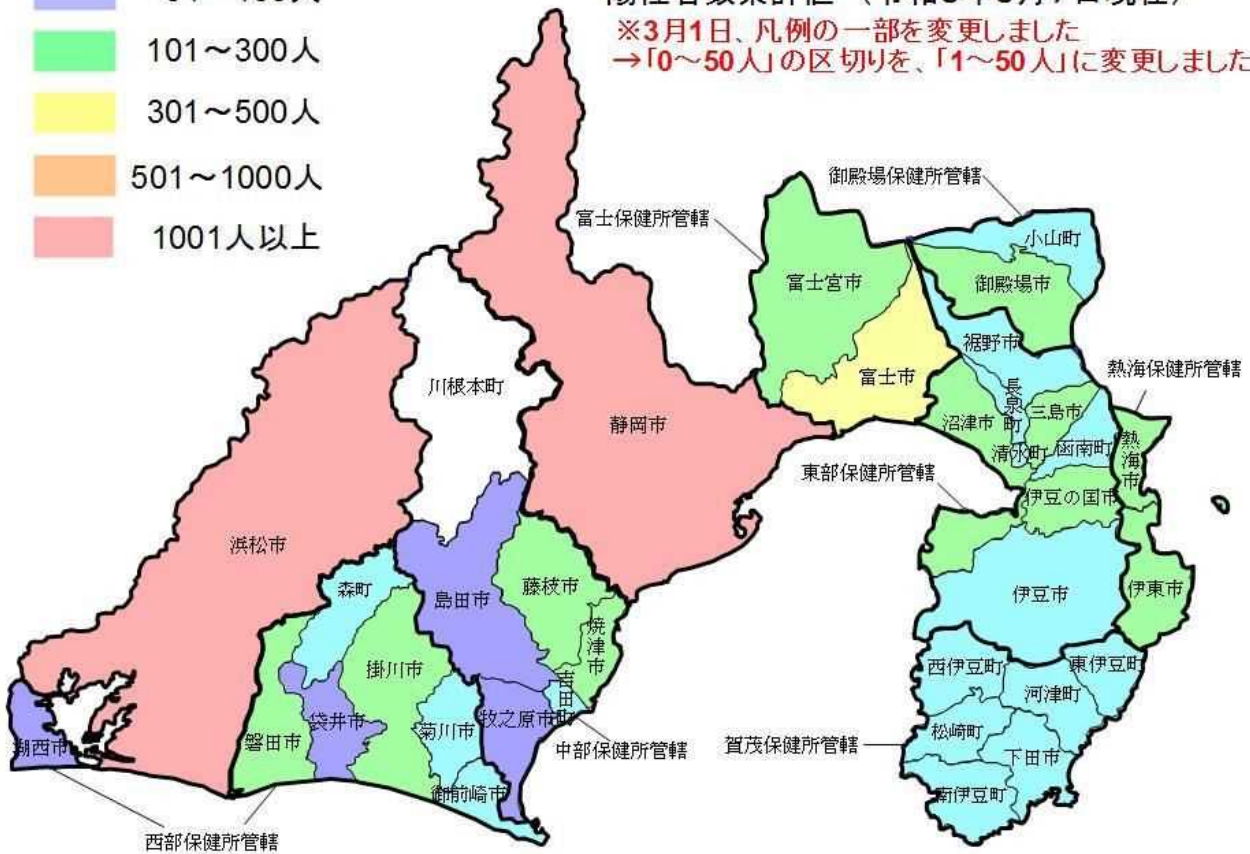 101～300人
301～500人
501～1000人
1001人以上
※3月1日、凡例の一部を変更しました
→「0～50人」の区切りを、「1～50人」に変更しました
御殿場保健所管轄
富士保健所管轄
小山町
富士宮市
御殿場市
裾野市
熱海保健所管轄
川根本町
富士市
長泉町
三島市
静岡市
沼津市
清水町
函南町
熱海市
東部保健所管轄
伊豆の国市
浜松市
森町
島田市
藤枝市
伊豆市
伊東市
焼津市
掛川市
西伊豆町
東伊豆町
吉田町
河津町
湖西市
磐田市
袋井市
菊川市
牧之原市
松崎町
中部保健所管轄
賀茂保健所管轄
下田市
御前崎市
南伊豆町
西部保健所管轄